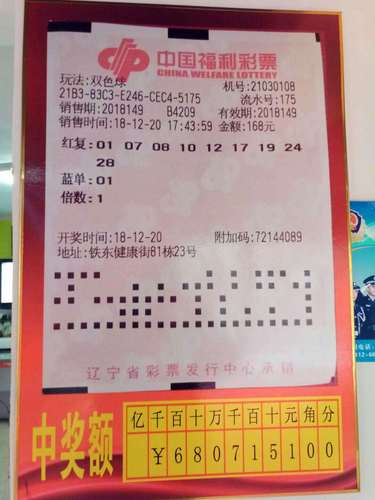 中国福利彩票
CHINA WELFARE LOTTERY
玩法:双色球 机号:21030108
21B3-83C3-E246-CEC4-5175 流水号:175
销售期:2018149 B4209 有效期:2018149
销售时间:18-12-20 17:43:59 金额:168元
红复:01 07 08 10 12 17 19 24
28
蓝单:01
倍数:1
开奖时间:18-12-20 附加码:72144089
地址:铁东健康街81栋23号
辽宁省彩票发行中心承销
中奖额
亿千百十万千百十元角分
¥680715100